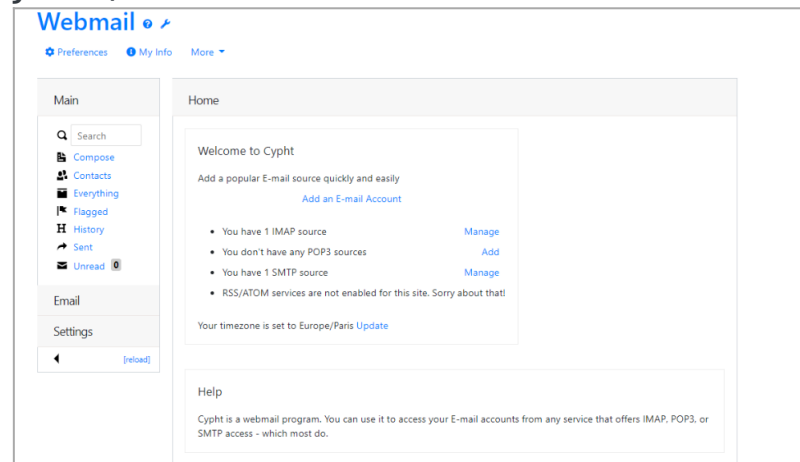 Webmail
Preferences My Info More
Main
Home
Search
Compose
Contacts
Everything
Flagged
History
Sent
Unread 0
Email
Settings
[reload]
Welcome to Cypht
Add a popular E-mail source quickly and easily
Add an E-mail Account
You have 1 IMAP source Manage
You don't have any POP3 sources Add
You have 1 SMTP source Manage
RSS/ATOM services are not enabled for this site. Sorry about that!
Your timezone is set to Europe/Paris Update
Help
Cypht is a webmail program. You can use it to access your E-mail accounts from any service that offers IMAP, POP3, or
SMTP access - which most do.